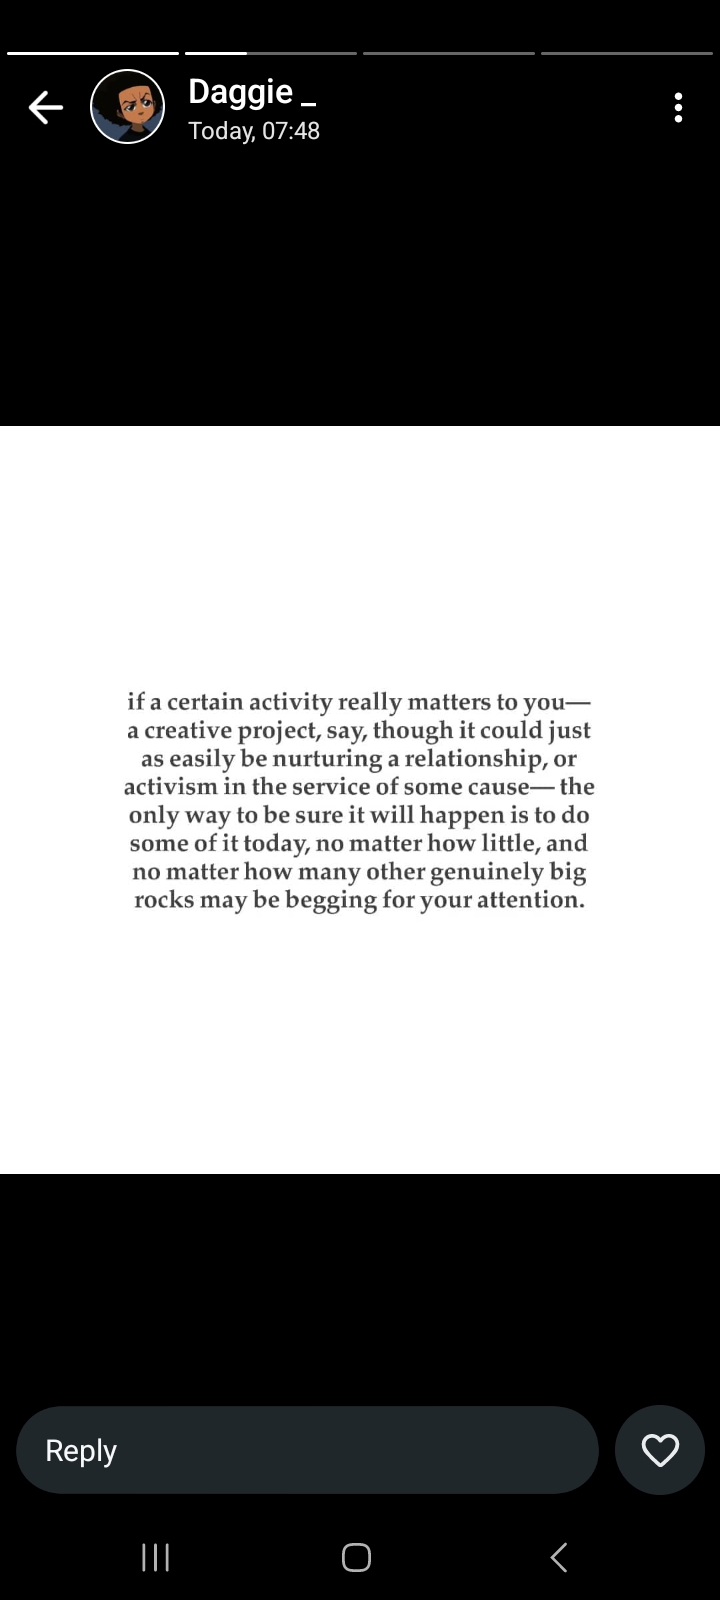 Daggie _
Today, 07:48
if a certain activity really matters to you—
a creative project, say, though it could just
as easily be nurturing a relationship, or
activism in the service of some cause— the
only way to be sure it will happen is to do
some of it today, no matter how little, and
no matter how many other genuinely big
rocks may be begging for your attention.
Reply